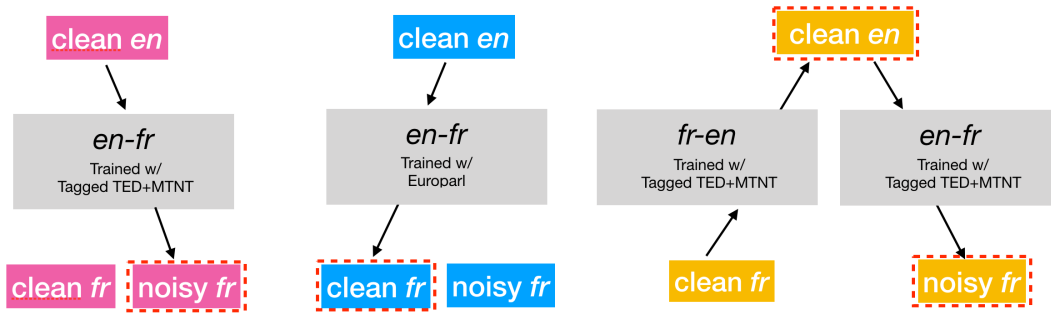 clean en
en-fr
Trained w/
Tagged TED+MTNT
clean fr
noisy fr
clean en
en-fr
Trained w/
Europarl
clean fr
noisy fr
clean en
fr-en
Trained w/
Tagged TED+MTNT
en-fr
Trained w/
Tagged TED+MTNT
clean fr
noisy fr